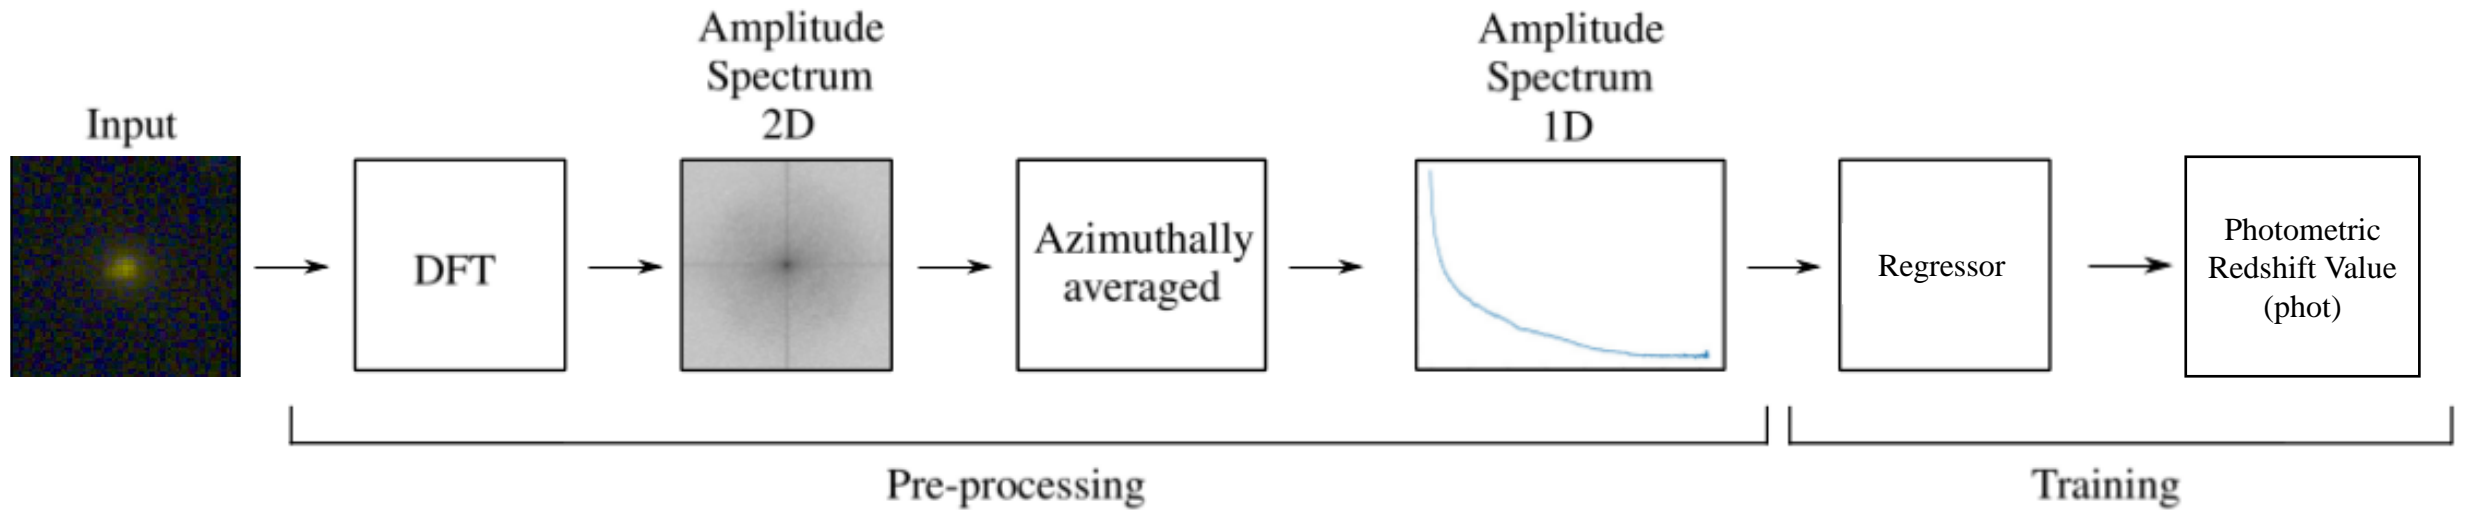 Input
DFT
Amplitude
Spectrum
2D
Azimuthally
averaged
Amplitude
Spectrum
1D
Regressor
Photometric
Redshift Value
(phot)
Pre-processing
Training